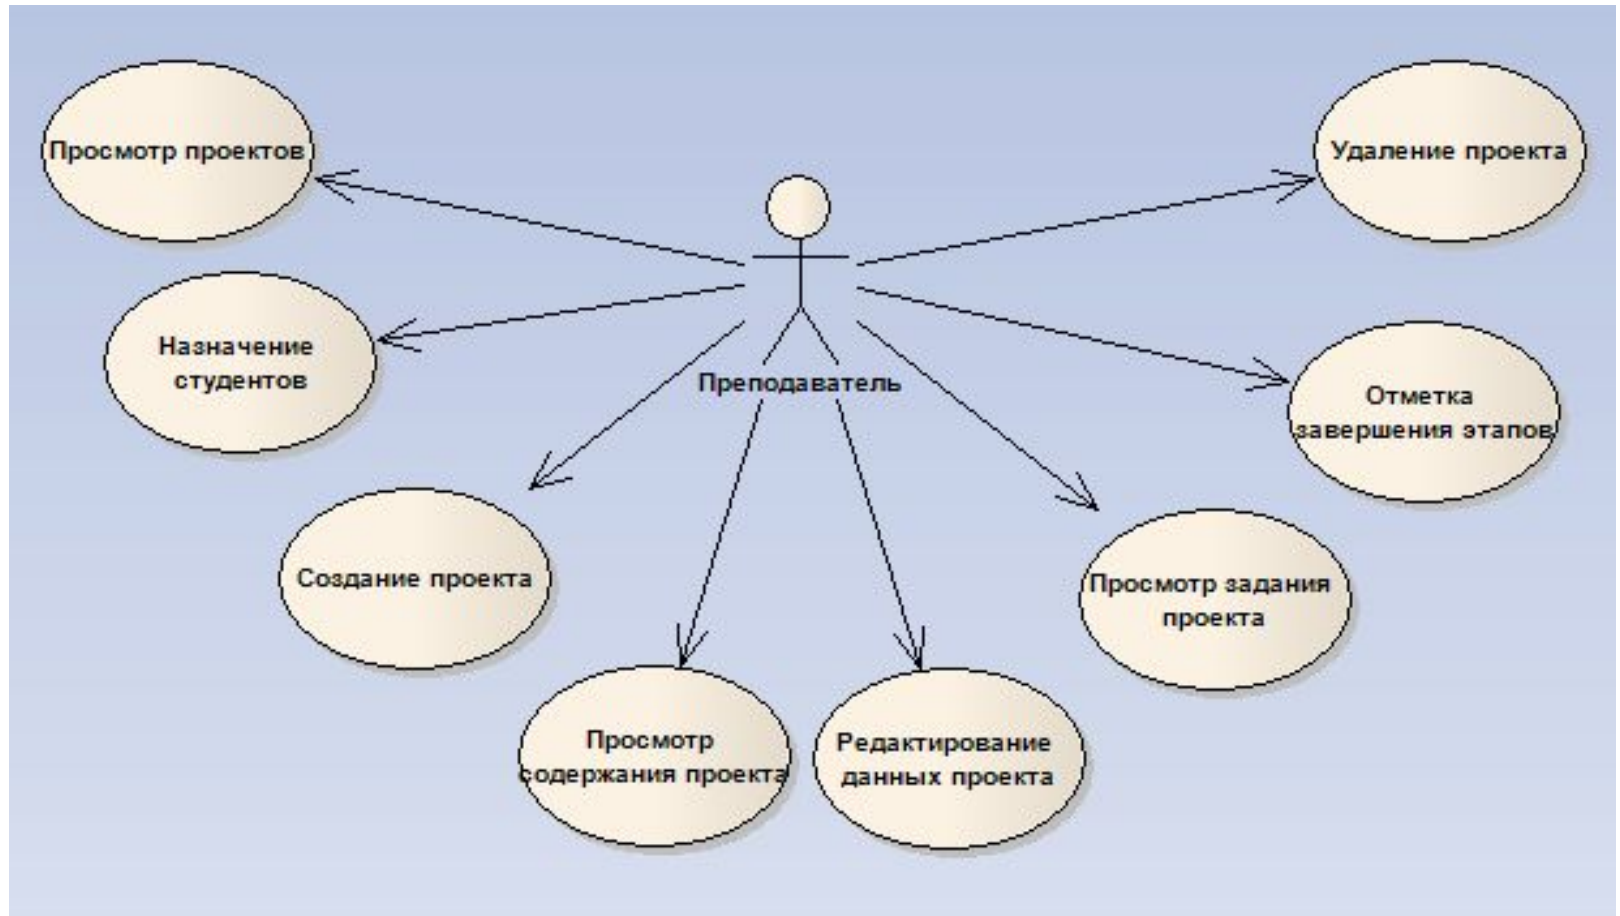 Просмотр проектов
Удаление проекта
Назначение
студентов
Преподаватель
Отметка
завершения этапов
Создание проекта
Просмотр задания
проекта
Просмотр
содержания проекта
Редактирование
данных проекта